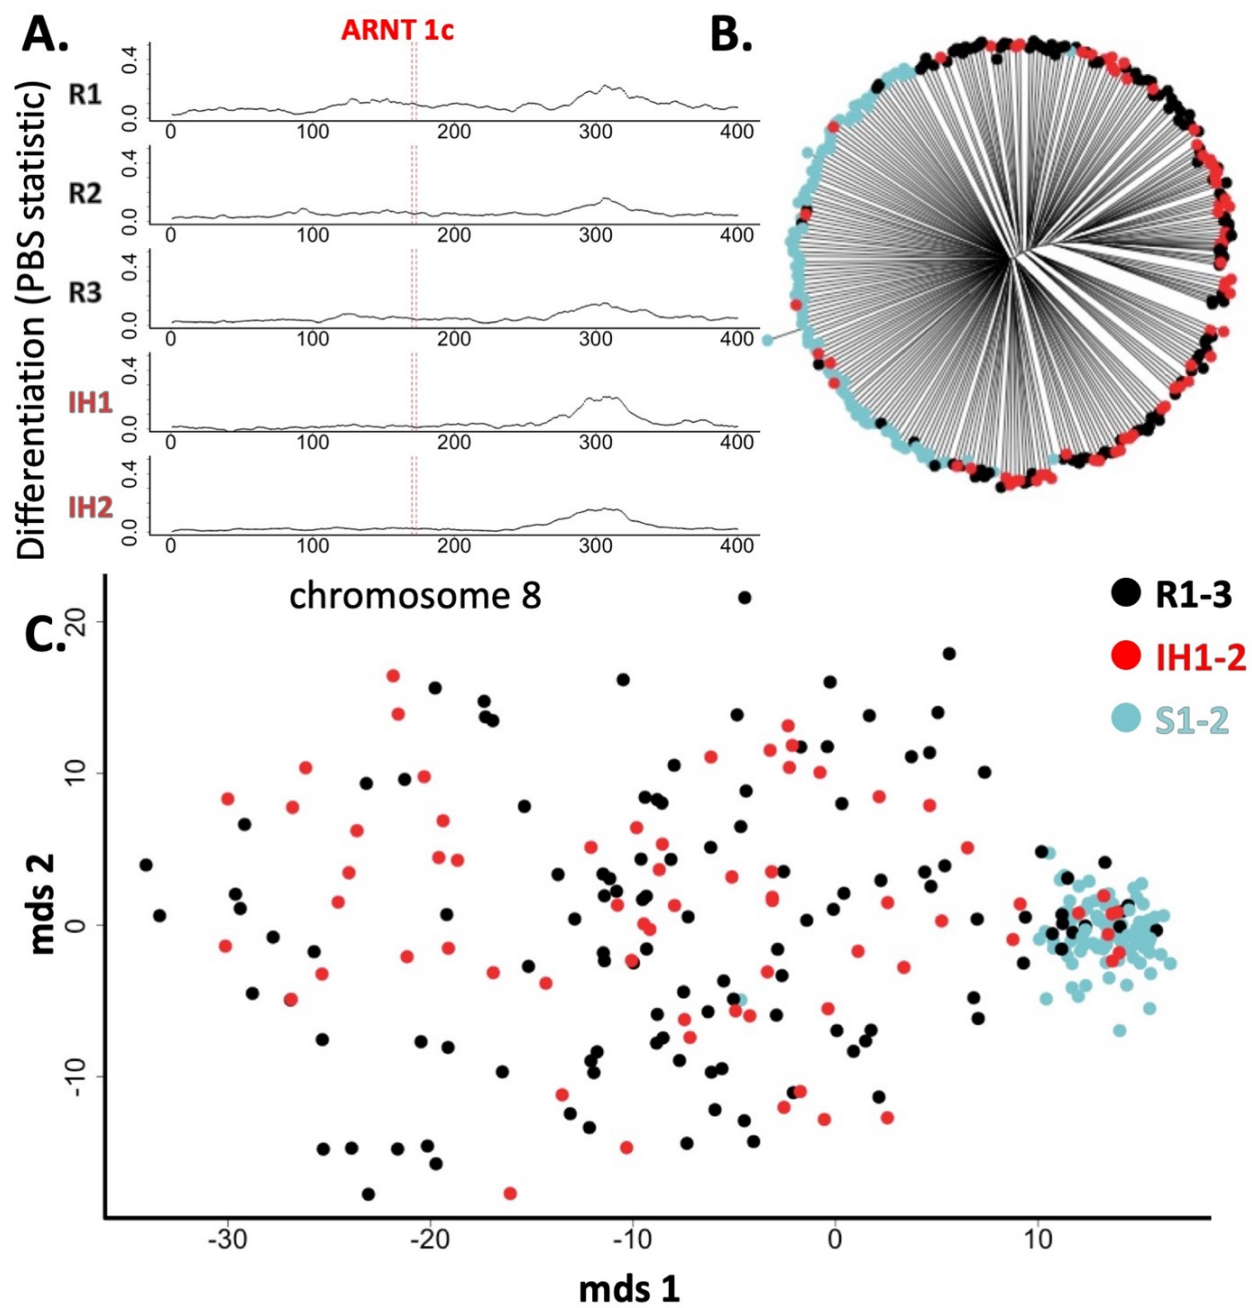 A.
ARNT 1c
B.
Differentiation (PBS statistic)
R1
0.4
0.0
0 100 200 300 400
R2
0.4
0.0
0 100 200 300 400
R3
0.4
0.0
0 100 200 300 400
IH1
0.4
0.0
0 100 200 300 400
IH2
0.4
0.0
0 100 200 300 400
chromosome 8
C.
R1-3
IH1-2
S1-2
mds 2
20
10
0
-10
-30 -20 -10 0 10
mds 1